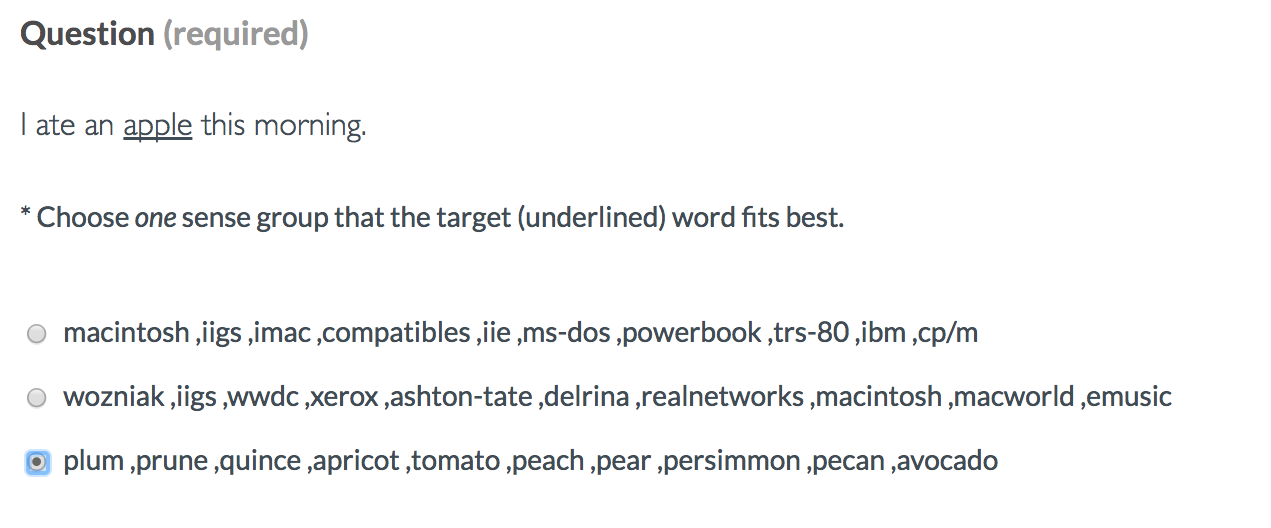 Question (required)
I ate an apple this morning.
* Choose one sense group that the target (underlined) word fits best.
macintosh ,iigs ,imac ,compatibles ,iie ,ms-dos ,powerbook ,trs-80 ,ibm ,cp/m
wozniak ,iigs ,wwdc ,xerox ,ashton-tate ,delrina ,realnetworks ,macintosh ,macworld ,emusic
plum ,prune ,quince ,apricot ,tomato ,peach ,pear ,persimmon ,pecan ,avocado